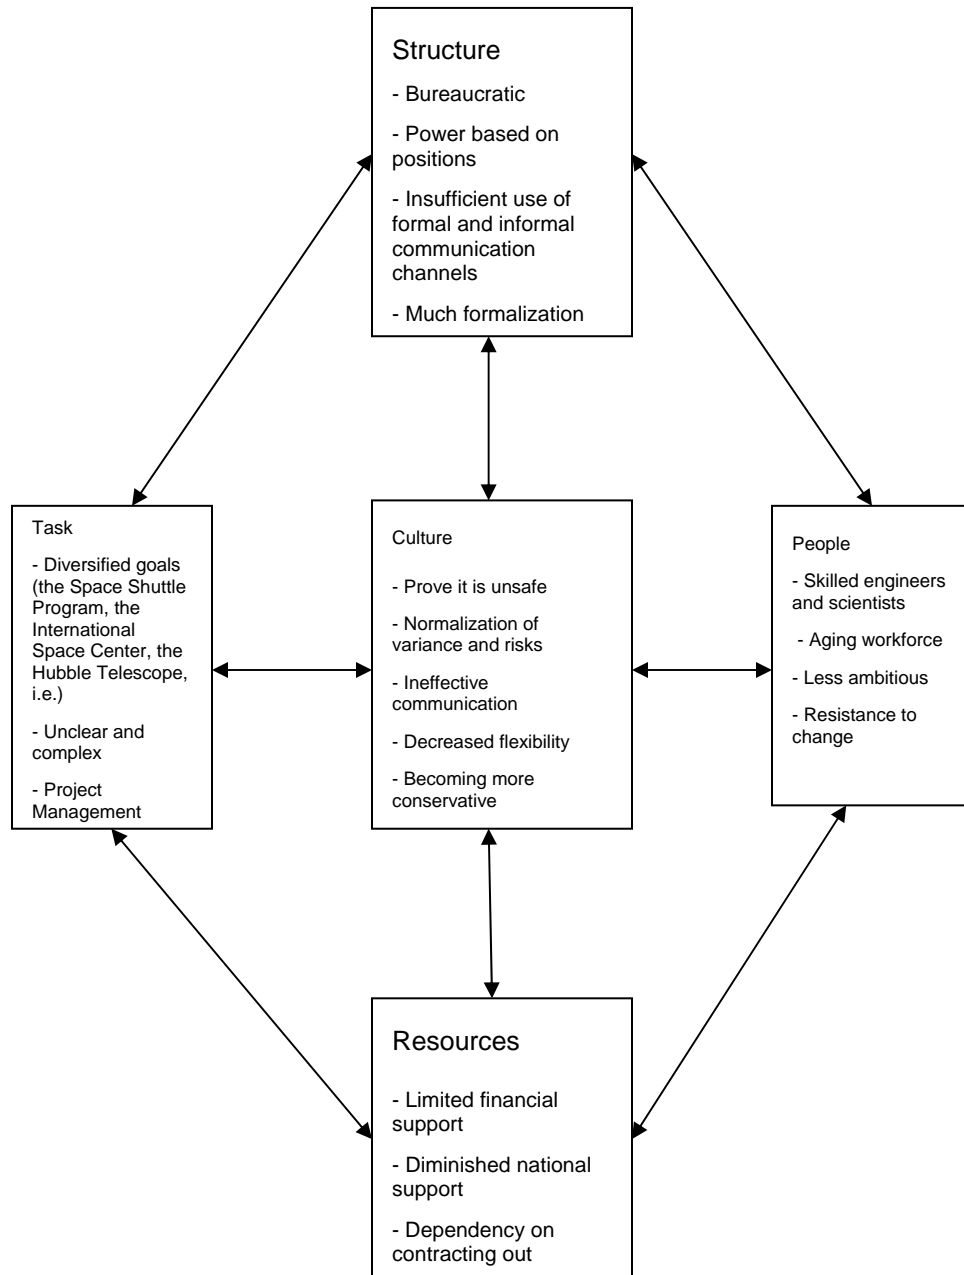 Structure
- Bureaucratic
- Power based on
positions
- Insufficient use of
formal and informal
communication
channels
- Much formalization
Task
- Diversified goals
(the Space Shuttle
Program, the
International
Space Center, the
Hubble Telescope,
i.e.)
- Unclear and
complex
- Project
Management
Culture
- Prove it is unsafe
- Normalization of
variance and risks
- Ineffective
communication
- Decreased flexibility
- Becoming more
conservative
People
- Skilled engineers
and scientists
- Aging workforce
- Less ambitious
- Resistance to
change
Resources
- Limited financial
support
- Diminished national
support
- Dependency on
contracting out